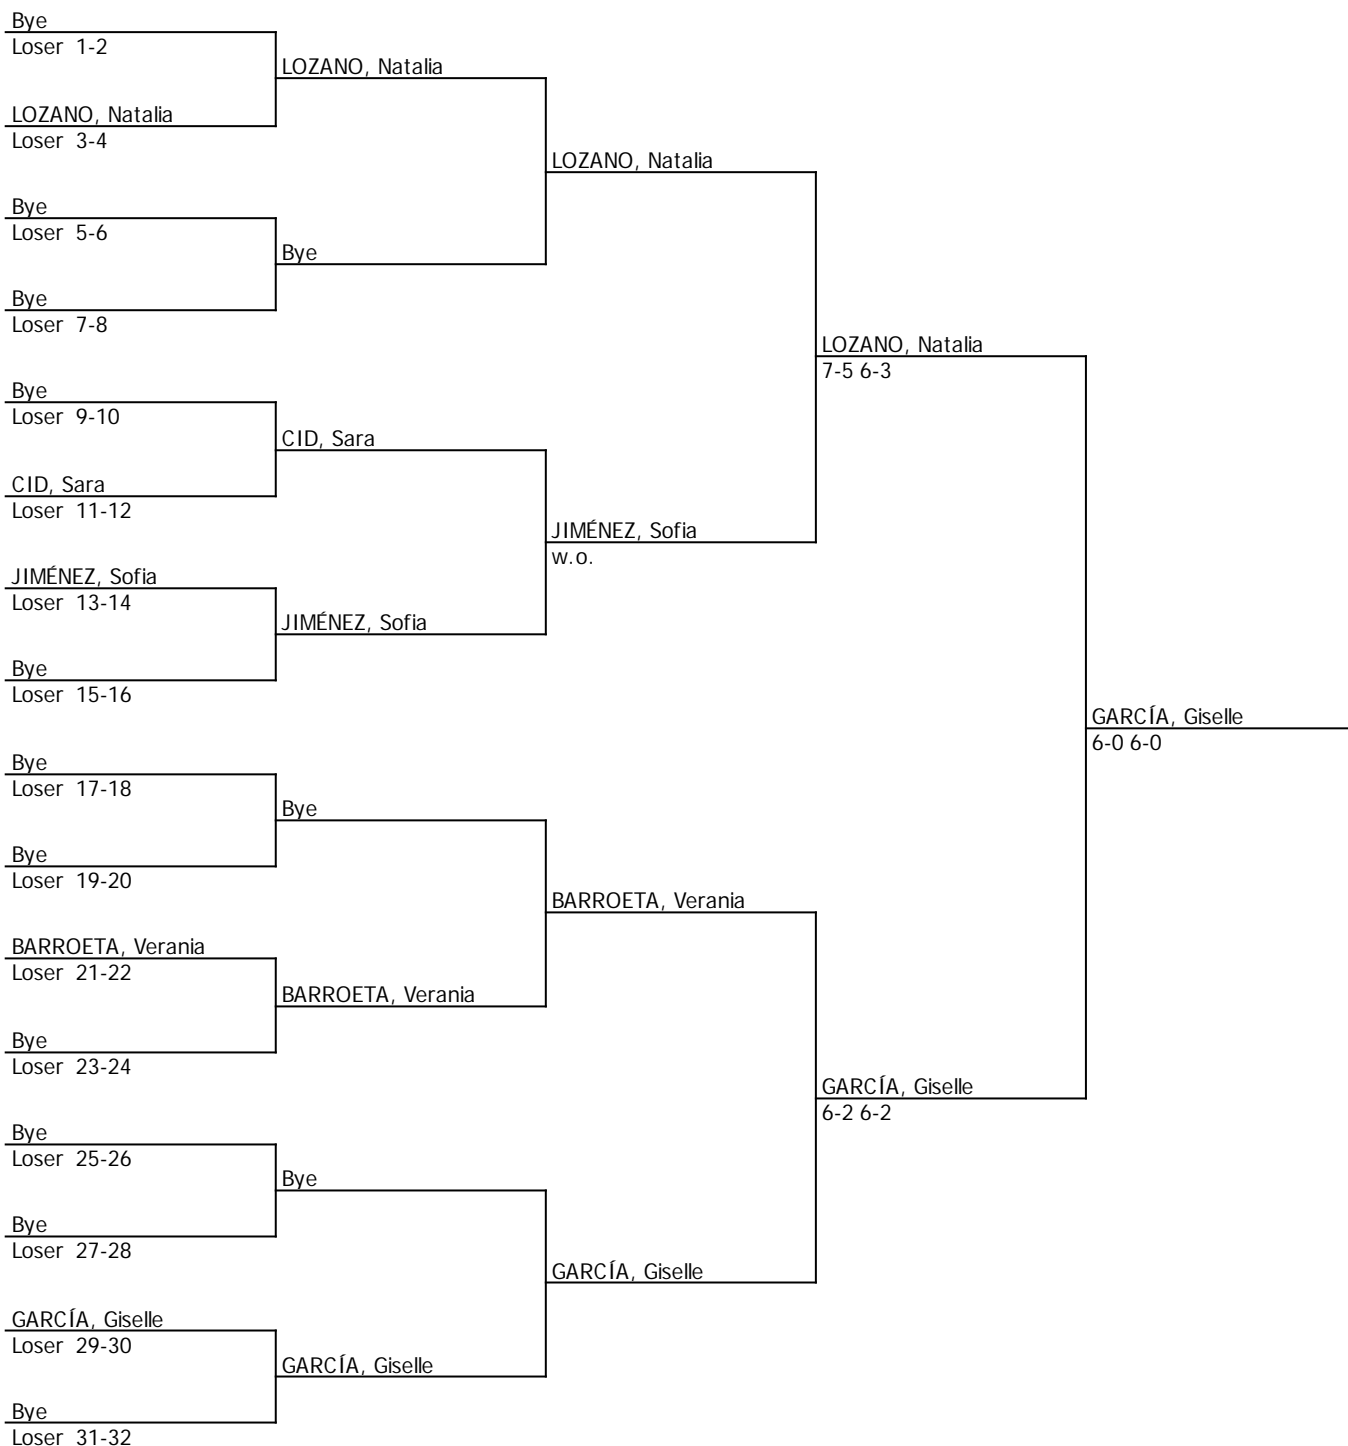 Bye
Loser 1-2
LOZANO, Natalia
LOZANO, Natalia
Loser 3-4
LOZANO, Natalia
Bye
Loser 5-6
Bye
Bye
Loser 7-8
LOZANO, Natalia
7-5 6-3
Bye
Loser 9-10
CID, Sara
CID, Sara
Loser 11-12
JIMÉNEZ, Sofia
w.o.
JIMÉNEZ, Sofia
Loser 13-14
JIMÉNEZ, Sofia
Bye
Loser 15-16
GARCÍA, Giselle
6-0 6-0
Bye
Loser 17-18
Bye
Bye
Loser 19-20
BARROETA, Verania
BARROETA, Verania
Loser 21-22
BARROETA, Verania
Bye
Loser 23-24
GARCÍA, Giselle
6-2 6-2
Bye
Loser 25-26
Bye
Bye
Loser 27-28
GARCÍA, Giselle
GARCÍA, Giselle
Loser 29-30
GARCÍA, Giselle
Bye
Loser 31-32